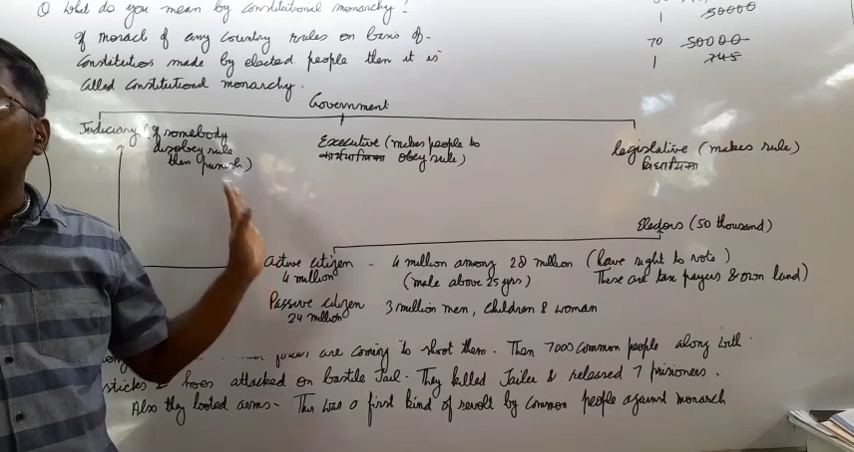 Q What do you mean by Constitutional monarchy?
If morach of any Country rules on basis of
Constitution made by elected people then it is
Called Constitutional monarchy.
1 50000
70 50000
1 745
Government
Judiciary (if somebody
disobey rule
then punish)
Executive (makes people to
कार्यपालिका obey rule)
legislative (makes rule)
विधायिका
Electors (50 thousand)
Active citizen - 4 million among 28 million (have right to vote)
4 million (male above 25 yrs) These are tax payers & own land)
Passive citizen 3 million men, children & woman
24 million
are coming to shoot them. Then 7000 common people along with
sticks & hoes attacked on bastile Jail. They killed Jailer & released 7 prisioners.
Also they looted arms - This was a first kind of revolt by common people against monarch